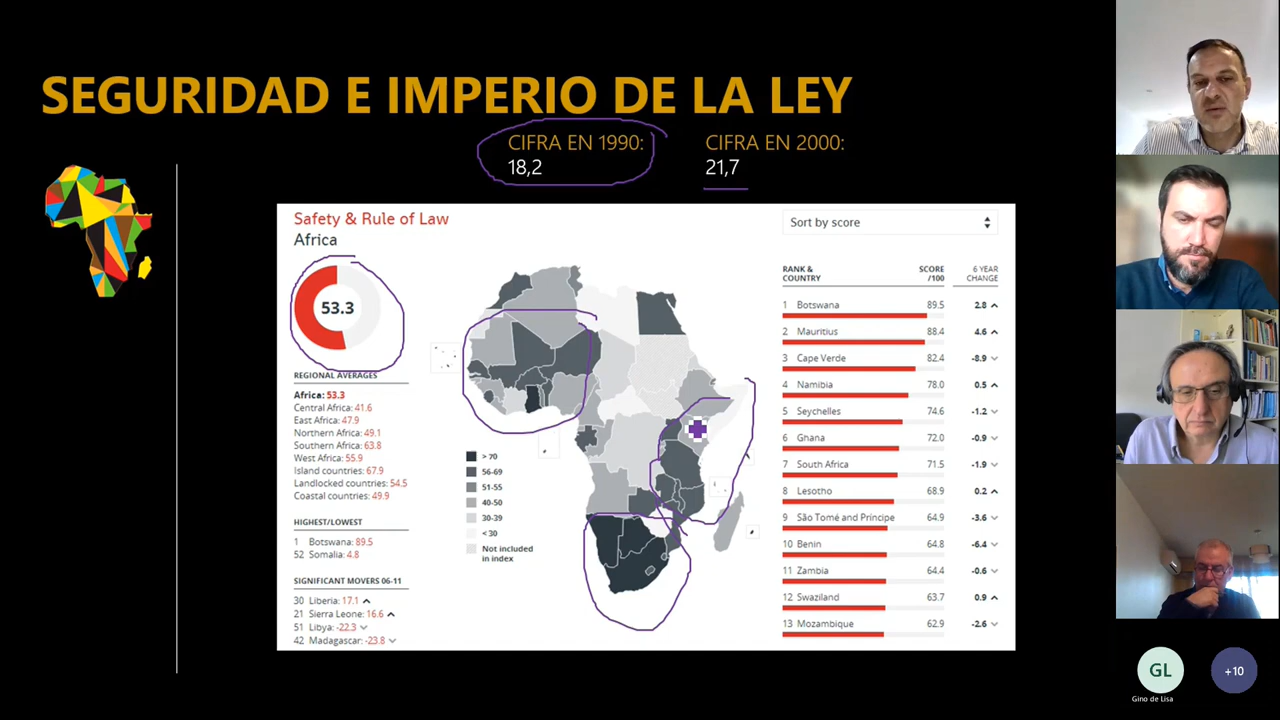 SEGURIDAD E IMPERIO DE LA LEY
CIFRA EN 1990:
18,2
CIFRA EN 2000:
21,7
Safety & Rule of Law
Africa
53.3
REGIONAL AVERAGES
Africa: 53.3
Central Africa: 41.6
East Africa: 47.9
Northern Africa: 49.1
Southern Africa: 63.8
West Africa: 55.9
Island countries: 67.9
Landlocked countries: 54.5
Coastal countries: 49.9
HIGHEST/LOWEST
1 Botswana: 89.5
52 Somalia: 4.8
SIGNIFICANT MOVERS 06-11
30 Liberia: 17.1
21 Sierra Leone: 16.6
51 Libya: -22.3
42 Madagascar: -23.8
> 70
56-69
51-55
40-50
30-39
< 30
Not included
in index
Sort by score
RANK & COUNTRY SCORE /100 6 YEAR CHANGE
1 Botswana 89.5 2.8
2 Mauritius 88.4 4.6
3 Cape Verde 82.4 -8.9
4 Namibia 78.0 0.5
5 Seychelles 74.6 -1.2
6 Ghana 72.0 -0.9
7 South Africa 71.5 -1.9
8 Lesotho 68.9 0.2
9 São Tomé and Príncipe 64.9 -3.6
10 Benin 64.8 -6.4
11 Zambia 64.4 -0.6
12 Swaziland 63.7 0.9
13 Mozambique 62.9 -2.6
GL
Gino de Lisa
+10